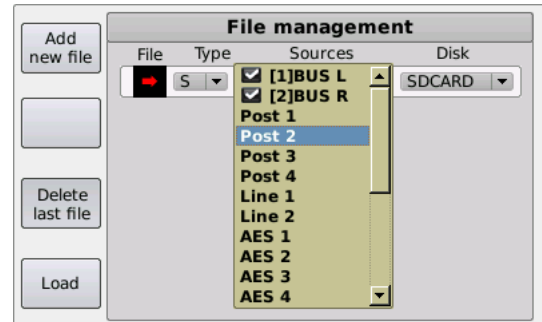 File management
Add
new file
File Type Sources Disk
S
[1]BUS L
[2]BUS R
SDCARD
Post 1
Post 2
Post 3
Post 4
Line 1
Line 2
AES 1
AES 2
AES 3
AES 4
Delete
last file
Load